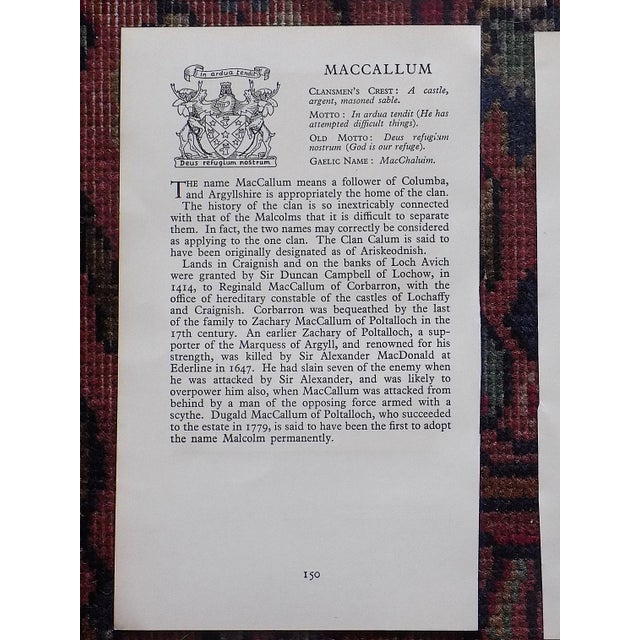 in ardua tendit
Deus refugium nostrum
MACCALLUM
CLANSMEN'S CREST: A castle,
argent, masoned sable.
MOTTO: In ardua tendit (He has
attempted difficult things).
OLD MOTTO: Deus refugium
nostrum (God is our refuge).
GAELIC NAME: MacChaluim.
THE name MacCallum means a follower of Columba,
and Argyllshire is appropriately the home of the clan.
The history of the clan is so inextricably connected
with that of the Malcolms that it is difficult to separate
them. In fact, the two names may correctly be considered
as applying to the one clan. The Clan Calum is said to
have been originally designated as of Ariskeodnish.
Lands in Craignish and on the banks of Loch Avich
were granted by Sir Duncan Campbell of Lochow, in
1414, to Reginald MacCallum of Corbarron, with the
office of hereditary constable of the castles of Lochaffy
and Craignish. Corbarron was bequeathed by the last
of the family to Zachary MacCallum of Poltalloch in the
17th century. An earlier Zachary of Poltalloch, a sup-
porter of the Marquess of Argyll, and renowned for his
strength, was killed by Sir Alexander MacDonald at
Ederline in 1647. He had slain seven of the enemy when
he was attacked by Sir Alexander, and was likely to
overpower him also, when MacCallum was attacked from
behind by a man of the opposing force armed with a
scythe. Dugald MacCallum of Poltalloch, who succeeded
to the estate in 1779, is said to have been the first to adopt
the name Malcolm permanently.
150